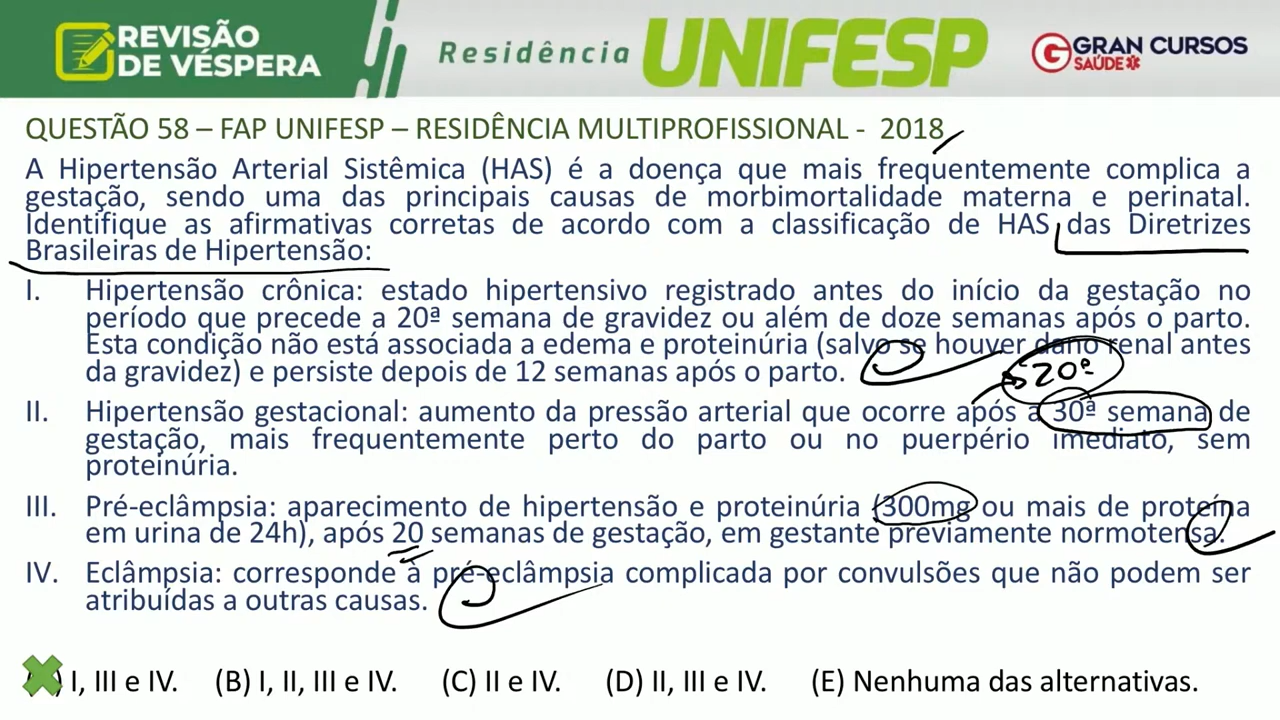 REVISÃO
DE VÉSPERA
Residência UNIFESP
GRAN CURSOS
SAÚDE
QUESTÃO 58 – FAP UNIFESP – RESIDÊNCIA MULTIPROFISSIONAL - 2018
A Hipertensão Arterial Sistêmica (HAS) é a doença que mais frequentemente complica a
gestação, sendo uma das principais causas de morbimortalidade materna e perinatal.
Identifique as afirmativas corretas de acordo com a classificação de HAS das Diretrizes
Brasileiras de Hipertensão:
I. Hipertensão crônica: estado hipertensivo registrado antes do início da gestação no
período que precede a 20ª semana de gravidez ou além de doze semanas após o parto.
Esta condição não está associada a edema e proteinúria (salvo se houver dano renal antes
da gravidez) e persiste depois de 12 semanas após o parto.
20ª
II. Hipertensão gestacional: aumento da pressão arterial que ocorre após a 30ª semana de
gestação, mais frequentemente perto do parto ou no puerpério imediato, sem
proteinúria.
III. Pré-eclâmpsia: aparecimento de hipertensão e proteinúria (300mg ou mais de proteína
em urina de 24h), após 20 semanas de gestação, em gestante previamente normotensa.
IV. Eclâmpsia: corresponde à pré-eclâmpsia complicada por convulsões que não podem ser
atribuídas a outras causas.
) I, III e IV. (B) I, II, III e IV. (C) II e IV. (D) II, III e IV. (E) Nenhuma das alternativas.